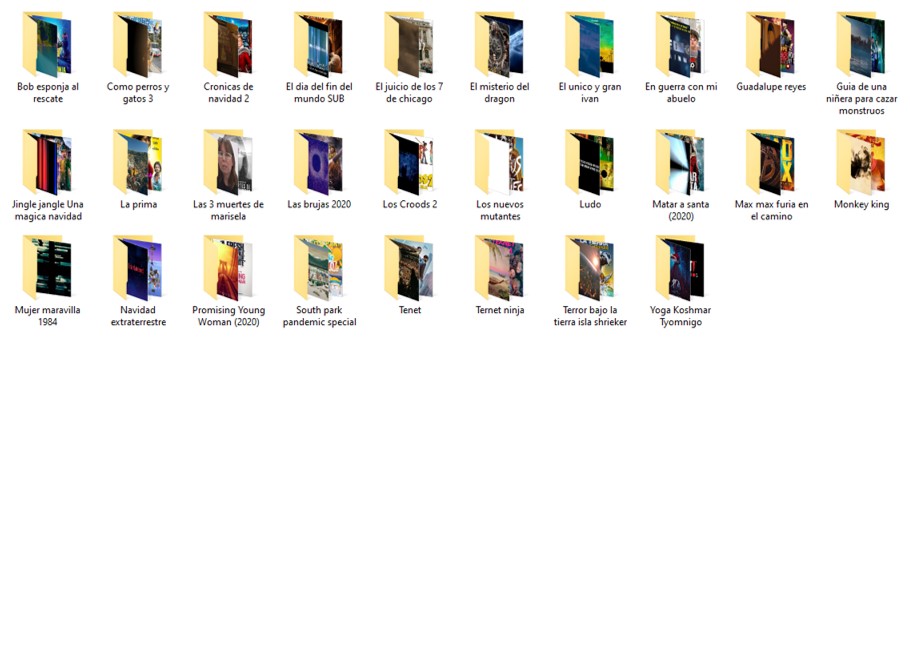 Bob esponja al rescate
Como perros y gatos 3
Cronicas de navidad 2
El dia del fin del mundo SUB
El juicio de los 7 de chicago
El misterio del dragon
El unico y gran ivan
En guerra con mi abuelo
Guadalupe reyes
Guia de una niñera para cazar monstruos
Jingle jangle Una magica navidad
La prima
Las 3 muertes de marisela
Las brujas 2020
Los Croods 2
Los nuevos mutantes
Ludo
Matar a santa (2020)
Max max furia en el camino
Monkey king
Mujer maravilla 1984
Navidad extraterrestre
Promising Young Woman (2020)
South park pandemic special
Tenet
Ternet ninja
Terror bajo la tierra isla shrieker
Yoga Koshmar Tyomnigo